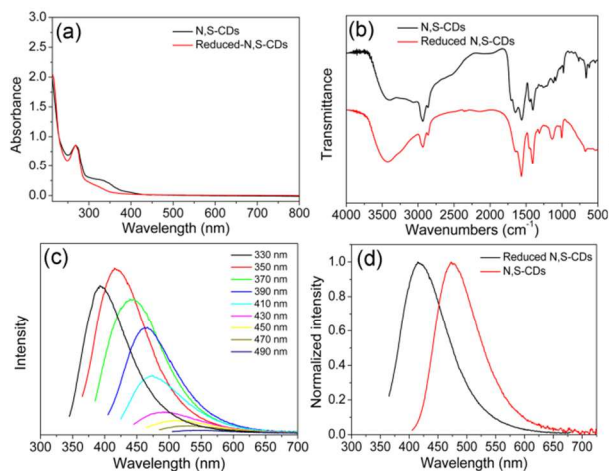 (a)
N,S-CDs
Reduced-N,S-CDs
3.0
2.5
2.0
1.5
1.0
0.5
0.0
Absorbance
300 400 500 600 700 800
Wavelength (nm)
(b)
N,S-CDs
Reduced N,S-CDs
Transmittance
4000 3500 3000 2500 2000 1500 1000 500
Wavenumbers (cm⁻¹)
(c)
330 nm
350 nm
370 nm
390 nm
410 nm
430 nm
450 nm
470 nm
490 nm
Intensity
300 350 400 450 500 550 600 650 700
Wavelength (nm)
(d)
Reduced N,S-CDs
N,S-CDs
Normalized intensity
1.0
0.8
0.6
0.4
0.2
0.0
300 350 400 450 500 550 600 650 700
Wavelength (nm)